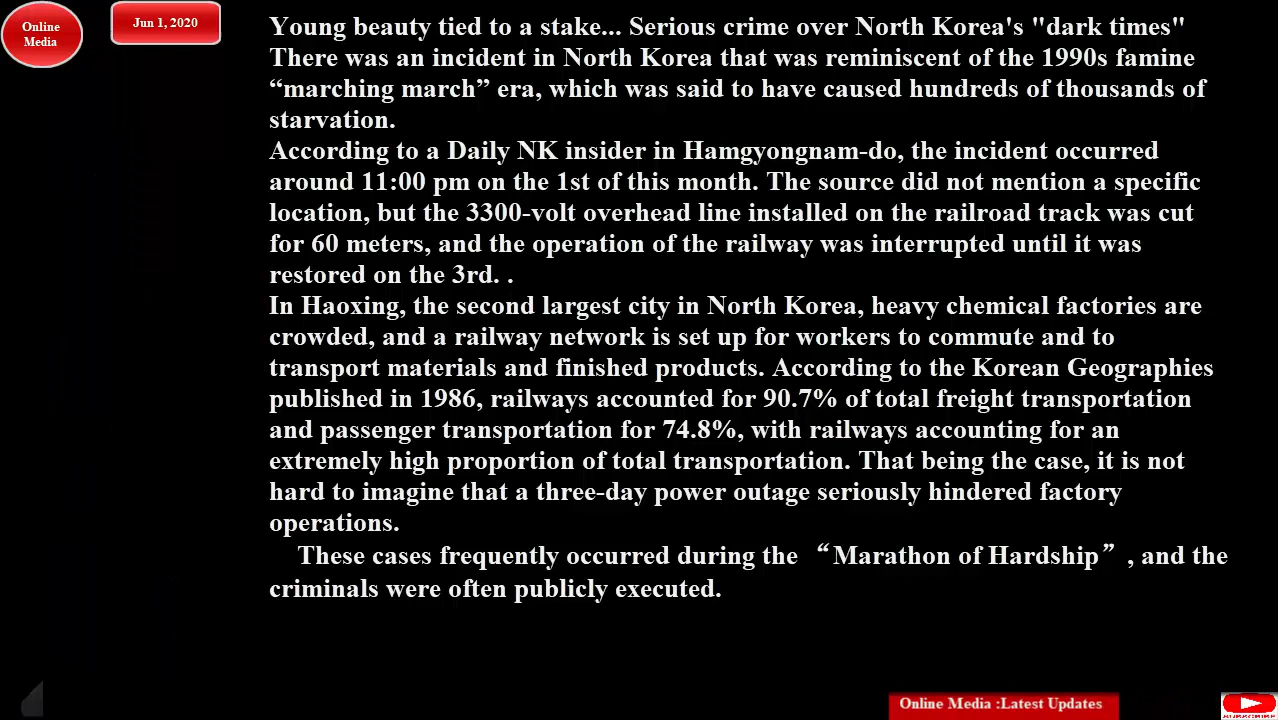 Online
Media
Jun 1, 2020
Young beauty tied to a stake... Serious crime over North Korea's "dark times"
There was an incident in North Korea that was reminiscent of the 1990s famine
“marching march” era, which was said to have caused hundreds of thousands of
starvation.
According to a Daily NK insider in Hamgyongnam-do, the incident occurred
around 11:00 pm on the 1st of this month. The source did not mention a specific
location, but the 3300-volt overhead line installed on the railroad track was cut
for 60 meters, and the operation of the railway was interrupted until it was
restored on the 3rd. .
In Haoxing, the second largest city in North Korea, heavy chemical factories are
crowded, and a railway network is set up for workers to commute and to
transport materials and finished products. According to the Korean Geographies
published in 1986, railways accounted for 90.7% of total freight transportation
and passenger transportation for 74.8%, with railways accounting for an
extremely high proportion of total transportation. That being the case, it is not
hard to imagine that a three-day power outage seriously hindered factory
operations.
These cases frequently occurred during the “Marathon of Hardship”, and the
criminals were often publicly executed.
Online Media :Latest Updates
SUBSCRIBE